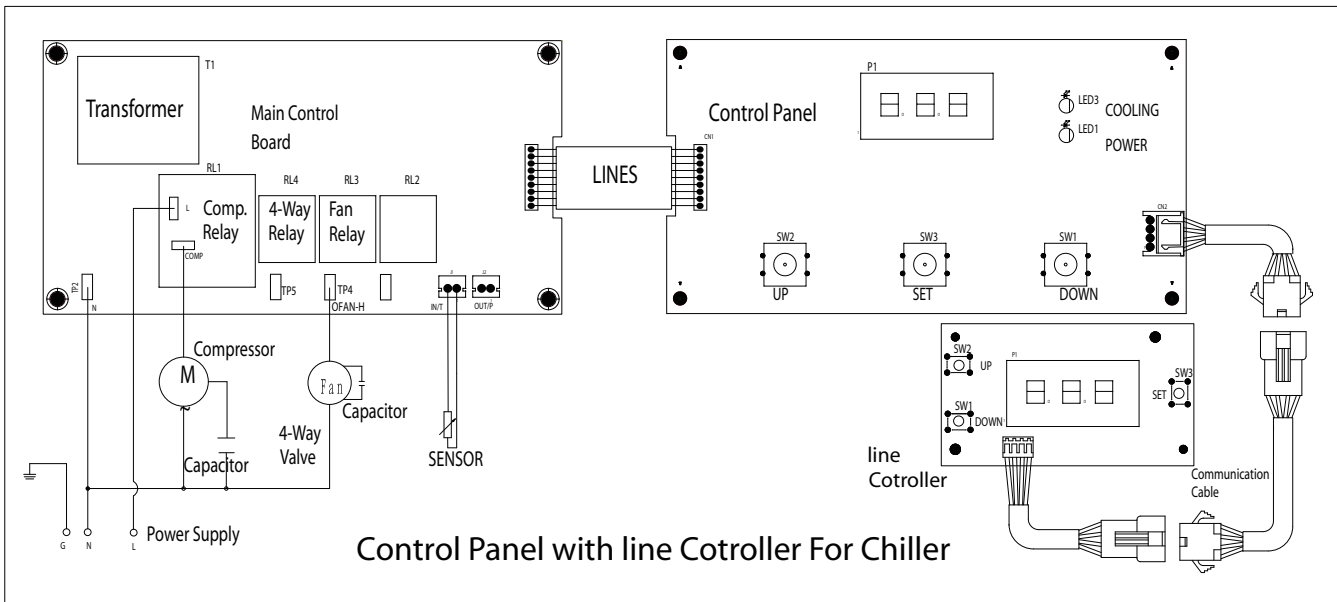 T1
Transformer
Main Control
Board
RL1
L
Comp.
Relay
COMP
RL4
4-Way
Relay
RL3
Fan
Relay
RL2
TP2
N
TP5
TP4
OFAN-H
J1
IN/T
J2
OUT/P
Compressor
M
~
Capacitor
Fan
Capacitor
4-Way
Valve
SENSOR
G
N
L
Power Supply
LINES
CN1
Control Panel
P1
LED3
COOLING
LED1
POWER
CN2
SW2
UP
SW3
SET
SW1
DOWN
SW2
UP
P1
SW3
SET
SW1
DOWN
line
Cotroller
Communication
Cable
Control Panel with line Cotroller For Chiller